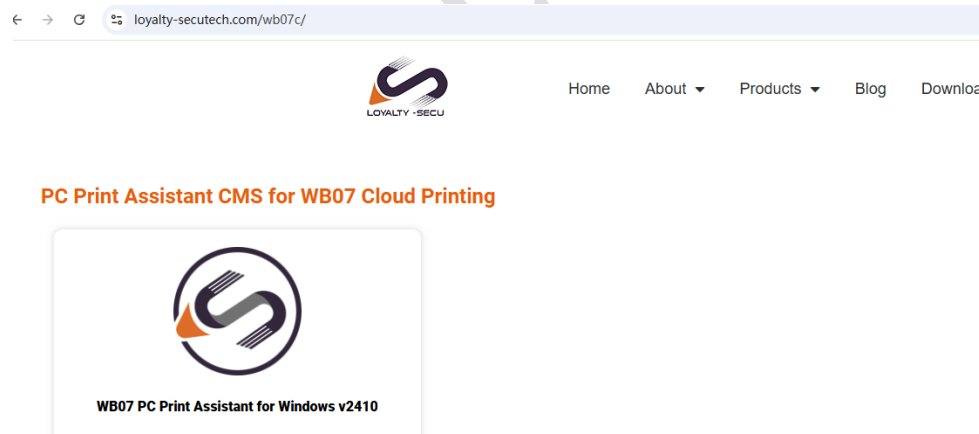 loyalty-secutech.com/wb07c/
LOYALTY -SECU
Home About Products Blog Downloa
PC Print Assistant CMS for WB07 Cloud Printing
WB07 PC Print Assistant for Windows v2410